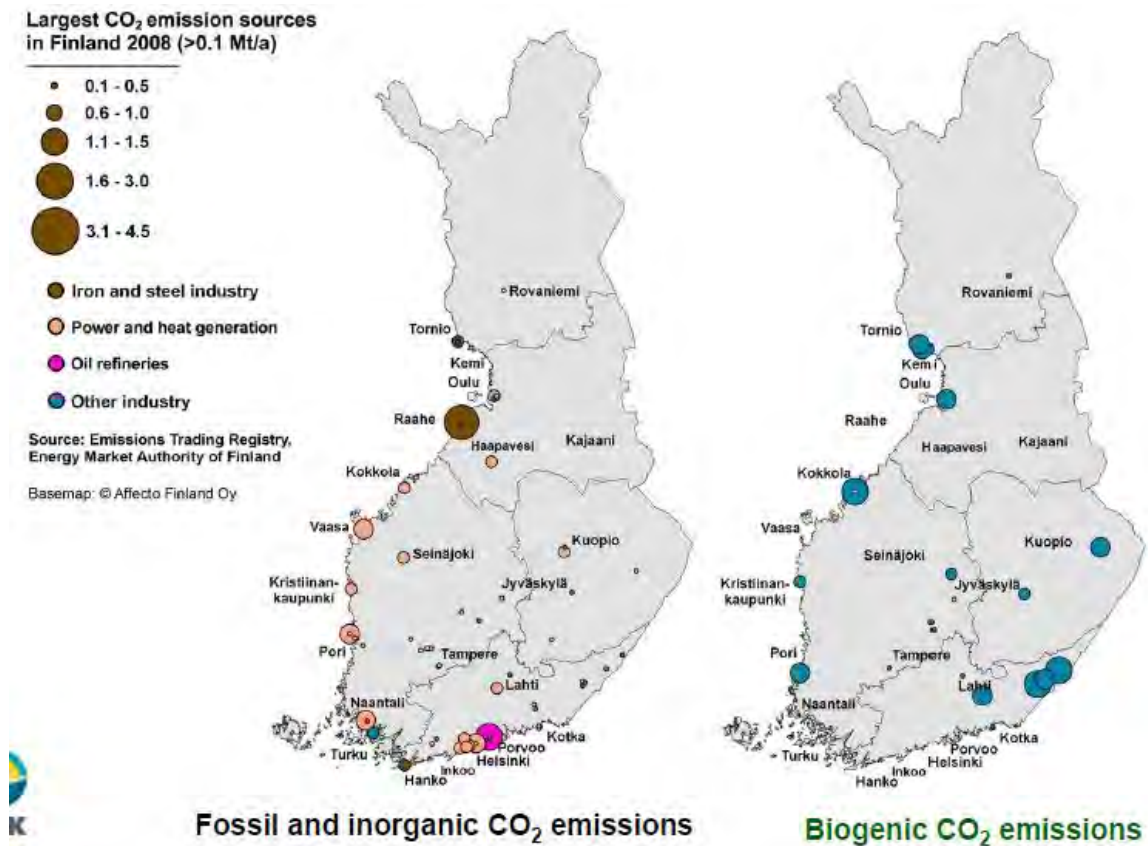 Largest CO₂ emission sources
in Finland 2008 (>0.1 Mt/a)
0.1 - 0.5
0.6 - 1.0
1.1 - 1.5
1.6 - 3.0
3.1 - 4.5
Iron and steel industry
Power and heat generation
Oil refineries
Other industry
Source: Emissions Trading Registry,
Energy Market Authority of Finland
Basemap: © Affecto Finland Oy
Rovaniemi
Tornio
Kemi
Oulu
Raahe
Haapavesi
Kajaani
Kokkola
Vaasa
Seinäjoki
Kuopio
Kristiinan-
kaupunki
Jyväskylä
Pori
Tampere
Lahti
Naantali
Turku
Kotka
Porvoo
Helsinki
Inkoo
Hanko
Fossil and inorganic CO₂ emissions
Rovaniemi
Tornio
Kemi
Oulu
Raahe
Haapavesi
Kajaani
Kokkola
Vaasa
Seinäjoki
Kuopio
Kristiinan-
kaupunki
Jyväskylä
Pori
Tampere
Lahti
Naantali
Turku
Kotka
Porvoo
Helsinki
Inkoo
Hanko
Biogenic CO₂ emissions
K